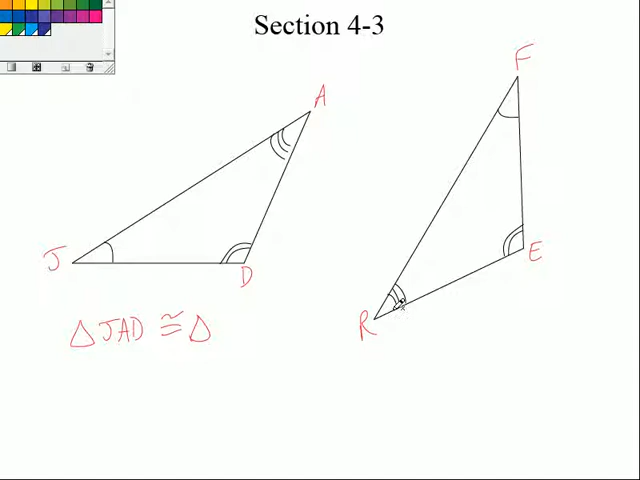 Section 4-3
F
A
J
D
E
R
△JAD ≅ △